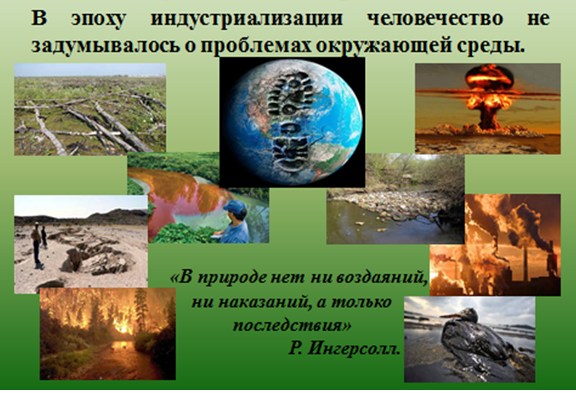 В эпоху индустриализации человечество не
задумывалось о проблемах окружающей среды.
«В природе нет ни воздаяний,
ни наказаний, а только
последствия»
Р. Ингерсолл.